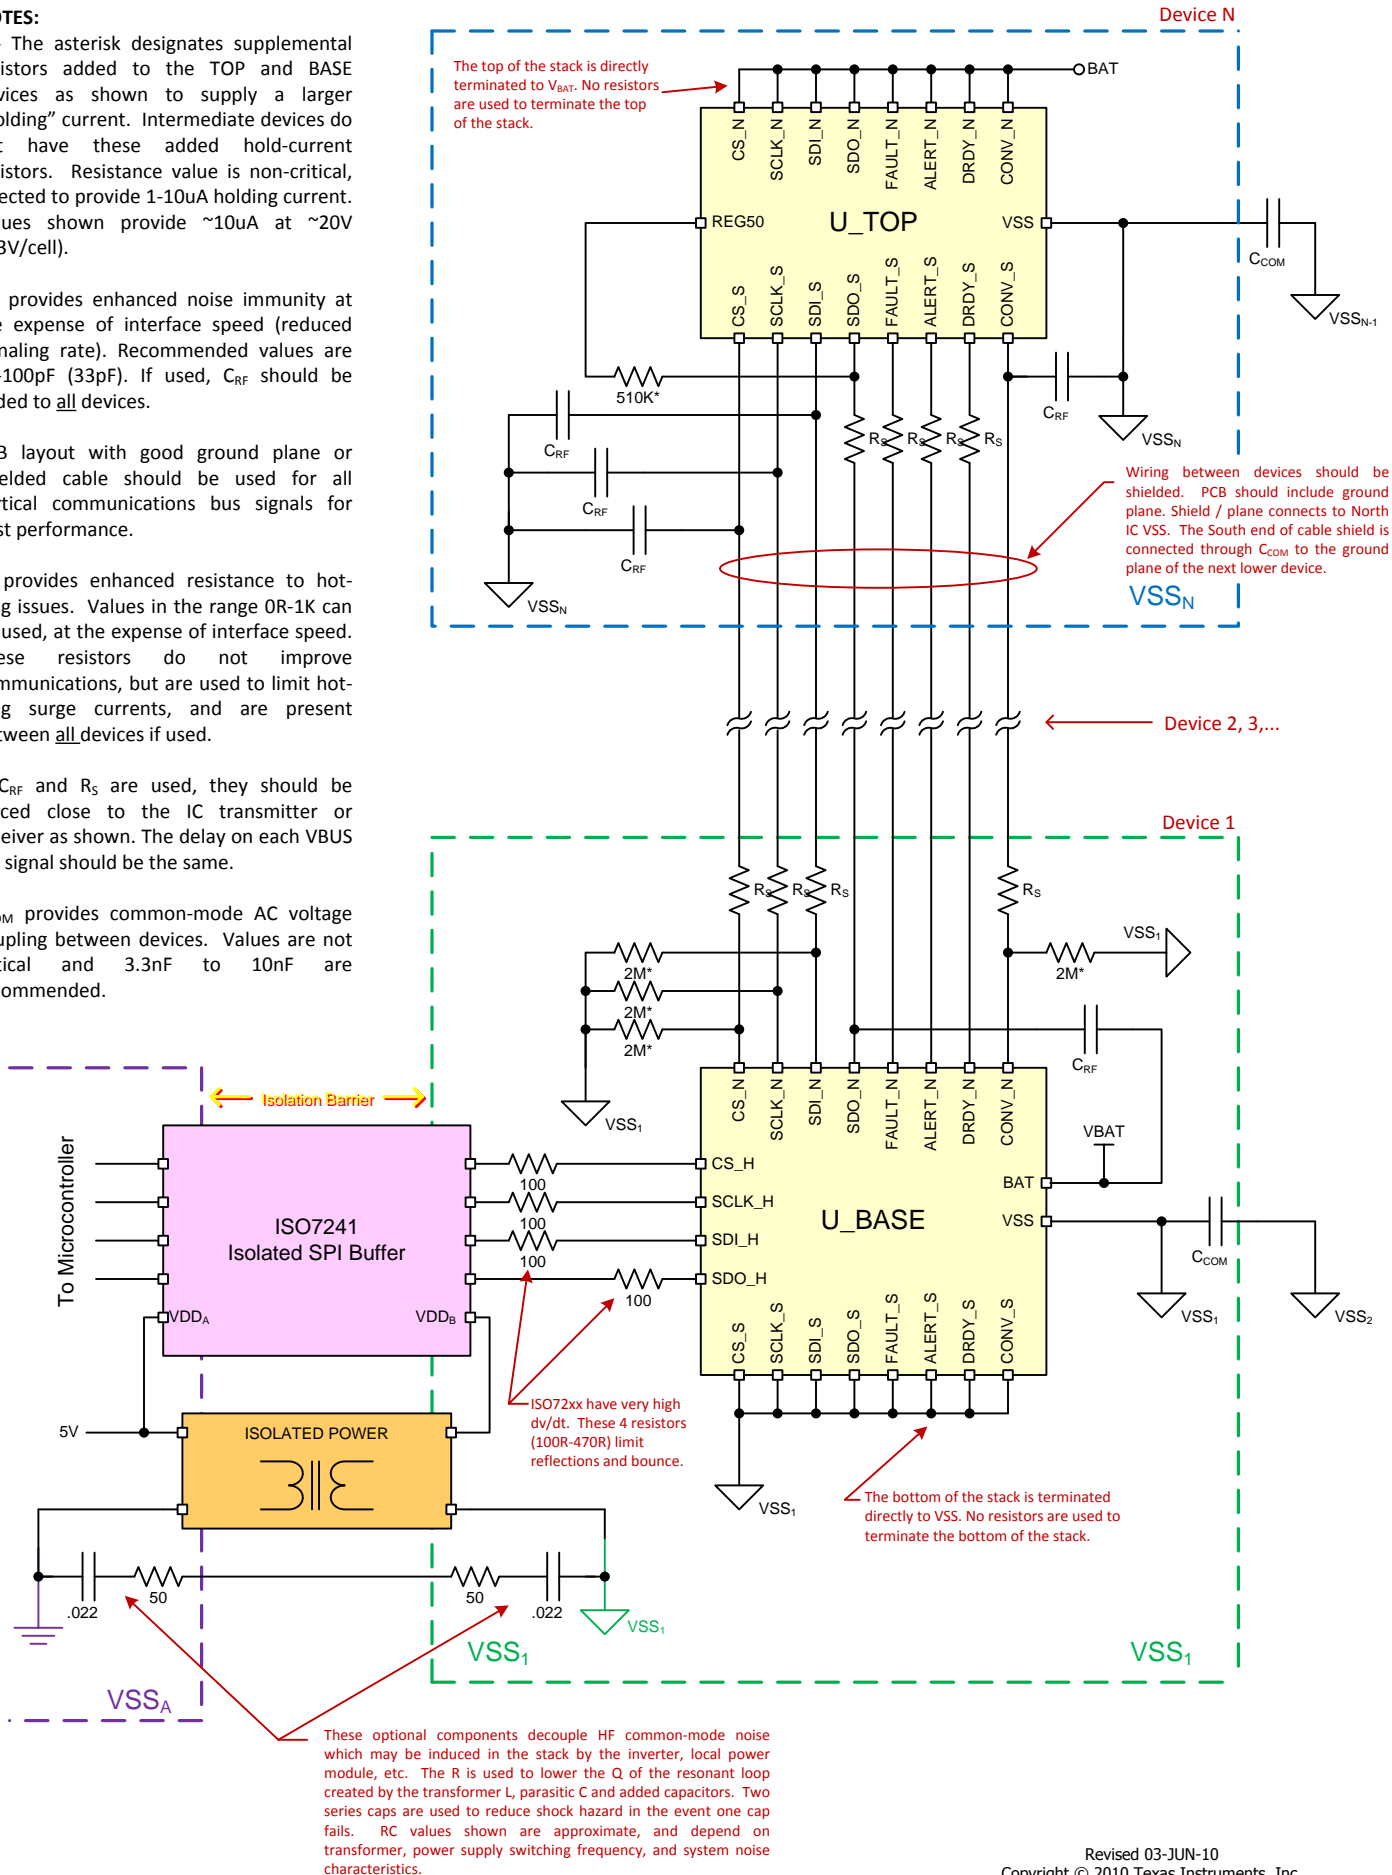 OTES:
The asterisk designates supplemental
istors added to the TOP and BASE
vices as shown to supply a larger
olding” current. Intermediate devices do
t have these added hold-current
istors. Resistance value is non-critical,
ected to provide 1-10uA holding current.
ues shown provide ~10uA at ~20V
3V/cell).
provides enhanced noise immunity at
e expense of interface speed (reduced
naling rate). Recommended values are
-100pF (33pF). If used, CRF should be
ded to all devices.
B layout with good ground plane or
elded cable should be used for all
rtical communications bus signals for
st performance.
provides enhanced resistance to hot-
g issues. Values in the range 0R-1K can
used, at the expense of interface speed.
ese resistors do not improve
mmunications, but are used to limit hot-
g surge currents, and are present
tween all devices if used.
CRF and RS are used, they should be
ced close to the IC transmitter or
eiver as shown. The delay on each VBUS
signal should be the same.
OM provides common-mode AC voltage
upling between devices. Values are not
tical and 3.3nF to 10nF are
commended.
Device N
The top of the stack is directly
terminated to VBAT. No resistors
are used to terminate the top
of the stack.
BAT
CS_N
SCLK_N
SDI_N
SDO_N
FAULT_N
ALERT_N
DRDY_N
CONV_N
REG50
U_TOP
VSS
CCOM
VSSN-1
CS_S
SCLK_S
SDI_S
SDO_S
FAULT_S
ALERT_S
DRDY_S
CONV_S
510K*
CRF
VSSN
CRF
RS
RS
RS
RS
CRF
CRF
VSSN
Wiring between devices should be
shielded. PCB should include ground
plane. Shield / plane connects to North
IC VSS. The South end of cable shield is
connected through CCOM to the ground
plane of the next lower device.
VSSN
Device 2, 3,...
Device 1
RS
RS
RS
RS
2M*
2M*
2M*
VSS1
2M*
VSS1
CRF
CS_N
SCLK_N
SDI_N
SDO_N
FAULT_N
ALERT_N
DRDY_N
CONV_N
VBAT
BAT
VSS
CCOM
VSS1
VSS2
U_BASE
CS_H
SCLK_H
SDI_H
SDO_H
CS_S
SCLK_S
SDI_S
SDO_S
FAULT_S
ALERT_S
DRDY_S
CONV_S
Isolation Barrier
To Microcontroller
ISO7241
Isolated SPI Buffer
VDDA
VDDB
100
100
100
100
ISO72xx have very high
dv/dt. These 4 resistors
(100R-470R) limit
reflections and bounce.
5V
ISOLATED POWER
VSS1
The bottom of the stack is terminated
directly to VSS. No resistors are used to
terminate the bottom of the stack.
.022
50
50
.022
VSS1
VSS1
VSS1
VSSA
These optional components decouple HF common-mode noise
which may be induced in the stack by the inverter, local power
module, etc. The R is used to lower the Q of the resonant loop
created by the transformer L, parasitic C and added capacitors. Two
series caps are used to reduce shock hazard in the event one cap
fails. RC values shown are approximate, and depend on
transformer, power supply switching frequency, and system noise
characteristics.
Revised 03-JUN-10
Copyright © 2010 Texas Instruments, Inc